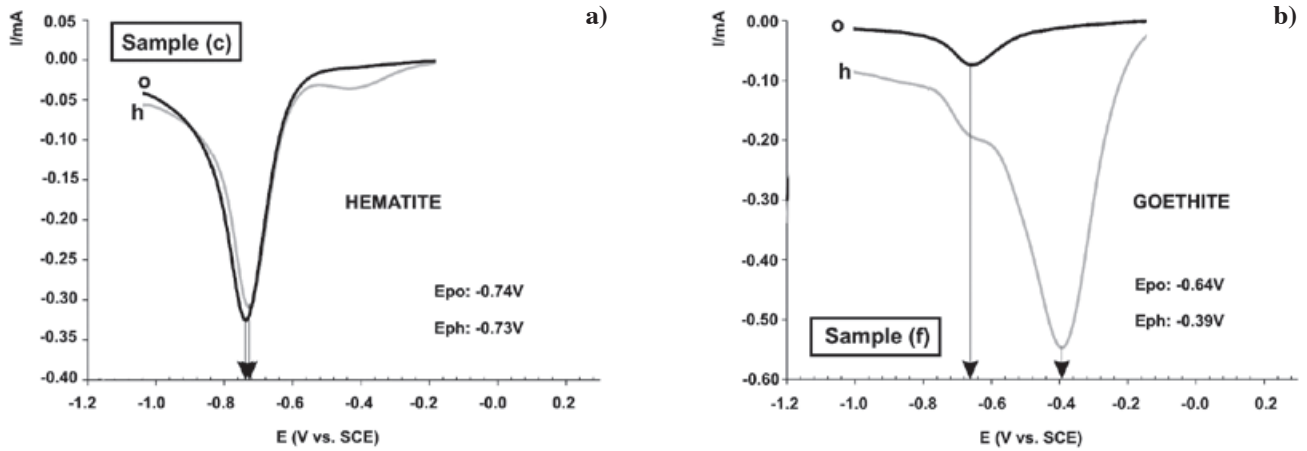 a)
I/mA
0.05
0.00
-0.05
-0.10
-0.15
-0.20
-0.25
-0.30
-0.35
-0.40
Sample (c)
o
h
HEMATITE
Epo: -0.74V
Eph: -0.73V
-1.2 -1.0 -0.8 -0.6 -0.4 -0.2 -0.0 0.2
E (V vs. SCE)
b)
I/mA
0.00
-0.10
-0.20
-0.30
-0.40
-0.50
-0.60
o
h
GOETHITE
Epo: -0.64V
Eph: -0.39V
Sample (f)
-1.2 -1.0 -0.8 -0.6 -0.4 -0.2 -0.0 0.2
E (V vs. SCE)